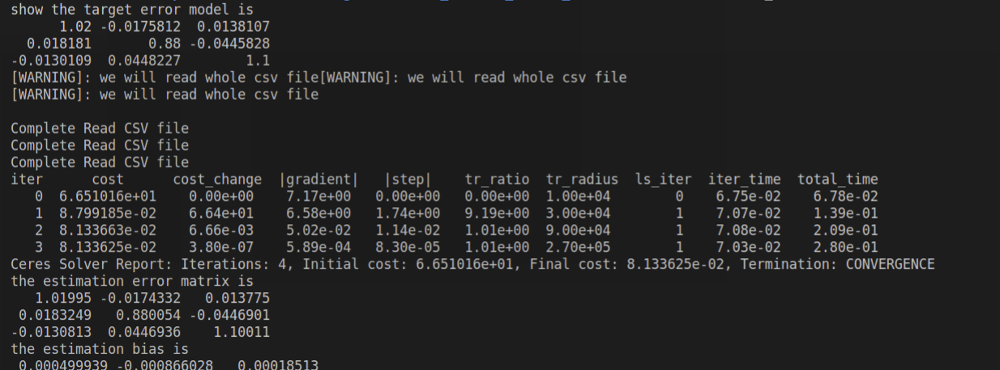 show the target error model is
1.02 -0.0175812 0.0138107
0.018181 0.88 -0.0445828
-0.0130109 0.0448227 1.1
[WARNING]: we will read whole csv file[WARNING]: we will read whole csv file
[WARNING]: we will read whole csv file
Complete Read CSV file
Complete Read CSV file
Complete Read CSV file
iter cost cost_change |gradient| |step| tr_ratio tr_radius ls_iter iter_time total_time
0 6.651016e+01 0.00e+00 7.17e+00 0.00e+00 0.00e+00 1.00e+04 0 6.75e-02 6.78e-02
1 8.799185e-02 6.64e+01 6.58e+00 1.74e+00 9.19e+00 3.00e+04 1 7.07e-02 1.39e-01
2 8.133663e-02 6.66e-03 5.02e-02 1.14e-02 1.01e+00 9.00e+04 1 7.08e-02 2.09e-01
3 8.133625e-02 3.80e-07 5.89e-04 8.30e-05 1.01e+00 2.70e+05 1 7.03e-02 2.80e-01
Ceres Solver Report: Iterations: 4, Initial cost: 6.651016e+01, Final cost: 8.133625e-02, Termination: CONVERGENCE
the estimation error matrix is
1.01995 -0.0174332 0.013775
0.0183249 0.880054 -0.0446901
-0.0130813 0.0446936 1.10011
the estimation bias is
0.000499939 -0.000866028 0.00018513